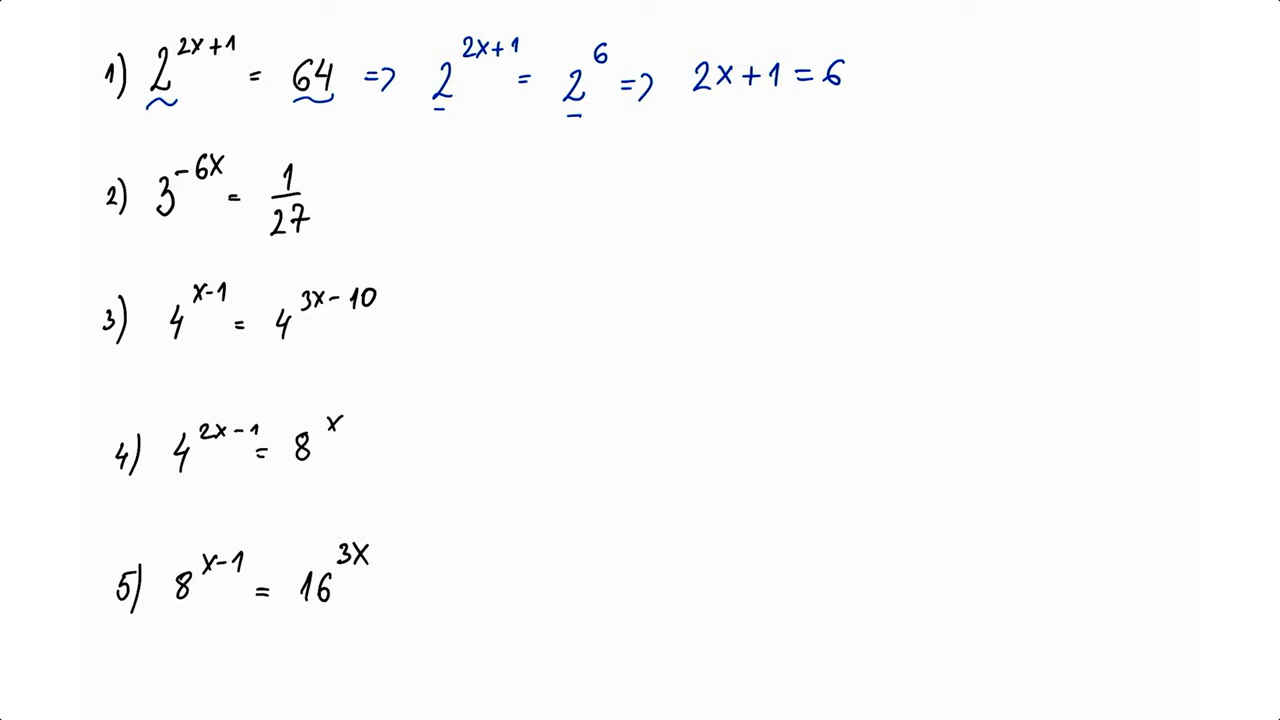 1) 2^{2x+1} = 64 => 2^{2x+1} = 2^{6} => 2x+1=6
2) 3^{-6x} = \frac{1}{27}
3) 4^{x-1} = 4^{3x-10}
4) 4^{2x-1} = 8^{x}
5) 8^{x-1} = 16^{3x}